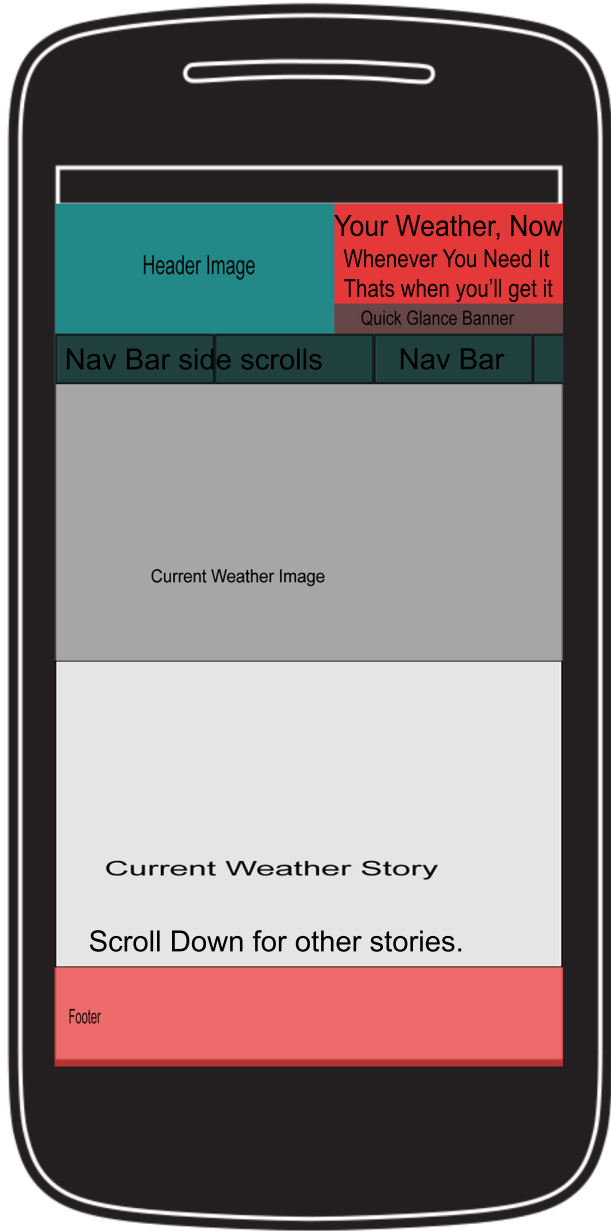 Header Image
Your Weather, Now
Whenever You Need It
Thats when you'll get it
Quick Glance Banner
Nav Bar side scrolls
Nav Bar
Current Weather Image
Current Weather Story
Scroll Down for other stories.
Footer